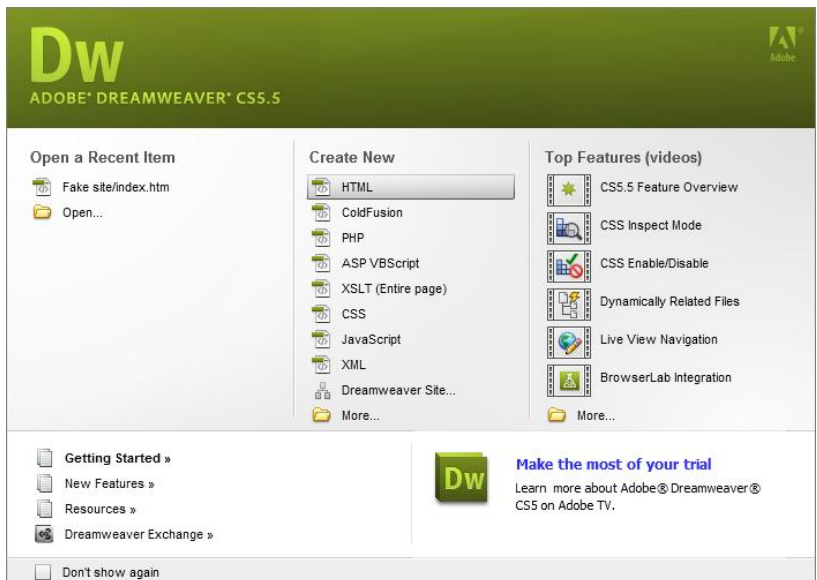 Dw
ADOBE® DREAMWEAVER® CS5.5
Adobe
Open a Recent Item
Fake site/index.htm
Open...
Create New
HTML
ColdFusion
PHP
ASP VBScript
XSLT (Entire page)
CSS
JavaScript
XML
Dreamweaver Site...
More...
Top Features (videos)
CS5.5 Feature Overview
CSS Inspect Mode
CSS Enable/Disable
Dynamically Related Files
Live View Navigation
BrowserLab Integration
More...
Getting Started »
New Features »
Resources »
Dreamweaver Exchange »
Dw
Make the most of your trial
Learn more about Adobe® Dreamweaver®
CS5 on Adobe TV.
Don't show again